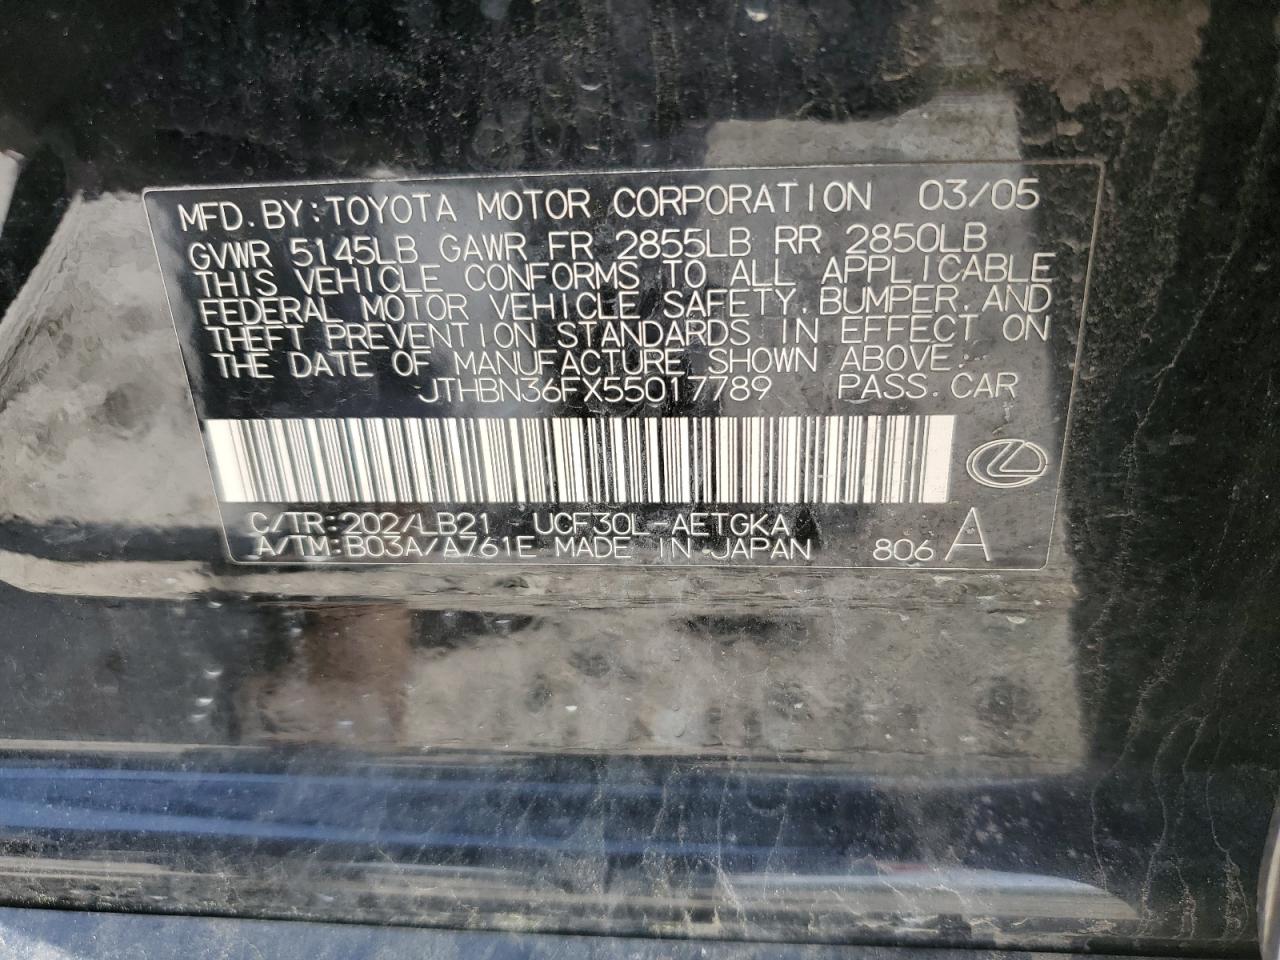 MFD. BY: TOYOTA MOTOR CORPORATION 03/05
GVWR 5145LB GAWR FR 2855LB RR 2850LB
THIS VEHICLE CONFORMS TO ALL APPLICABLE
FEDERAL MOTOR VEHICLE SAFETY, BUMPER, AND
THEFT PREVENTION STANDARDS IN EFFECT ON
THE DATE OF MANUFACTURE SHOWN ABOVE.
JTHBN36FX55017789 PASS. CAR
C/TR: 202/LB21 UCF30L-AETGKA
A/TM: B03A/A761E MADE IN JAPAN 806 A